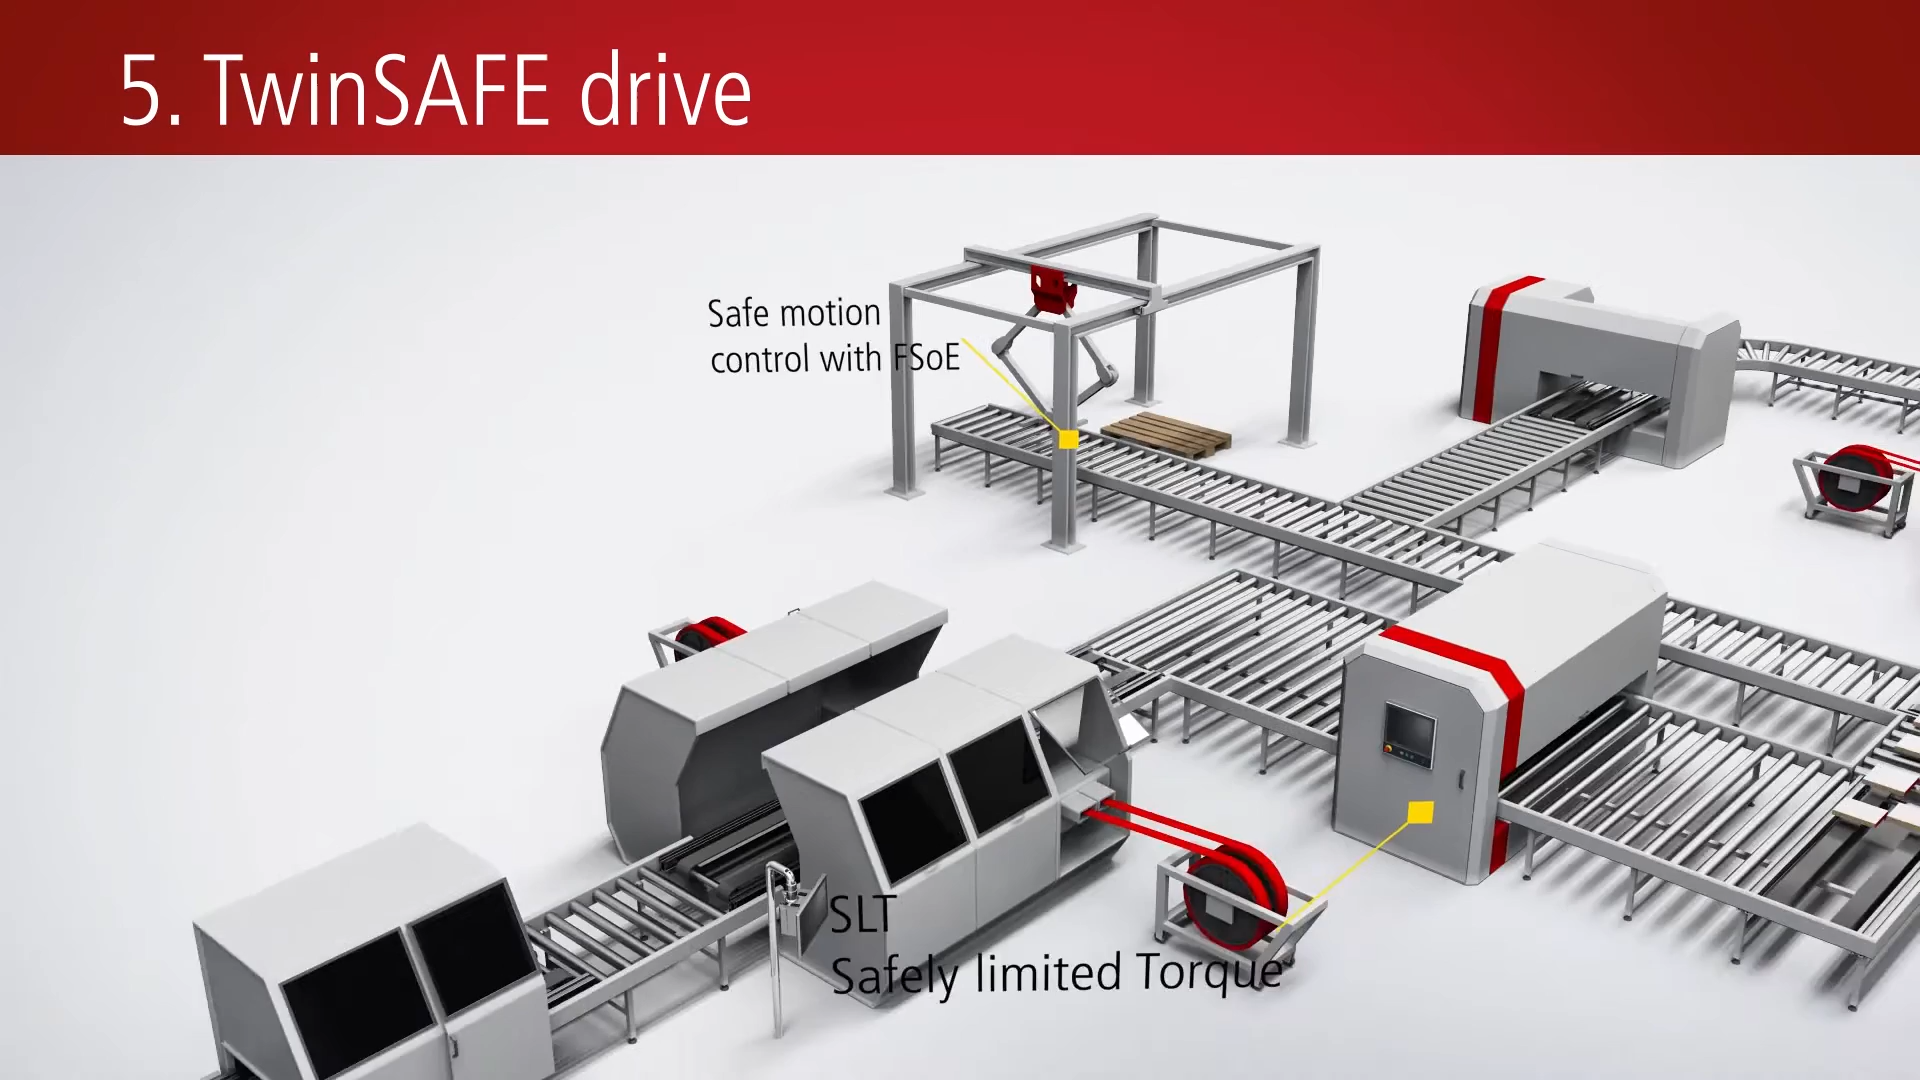 5. TwinSAFE drive
Safe motion
control with FSoE
SLT
Safely limited Torque